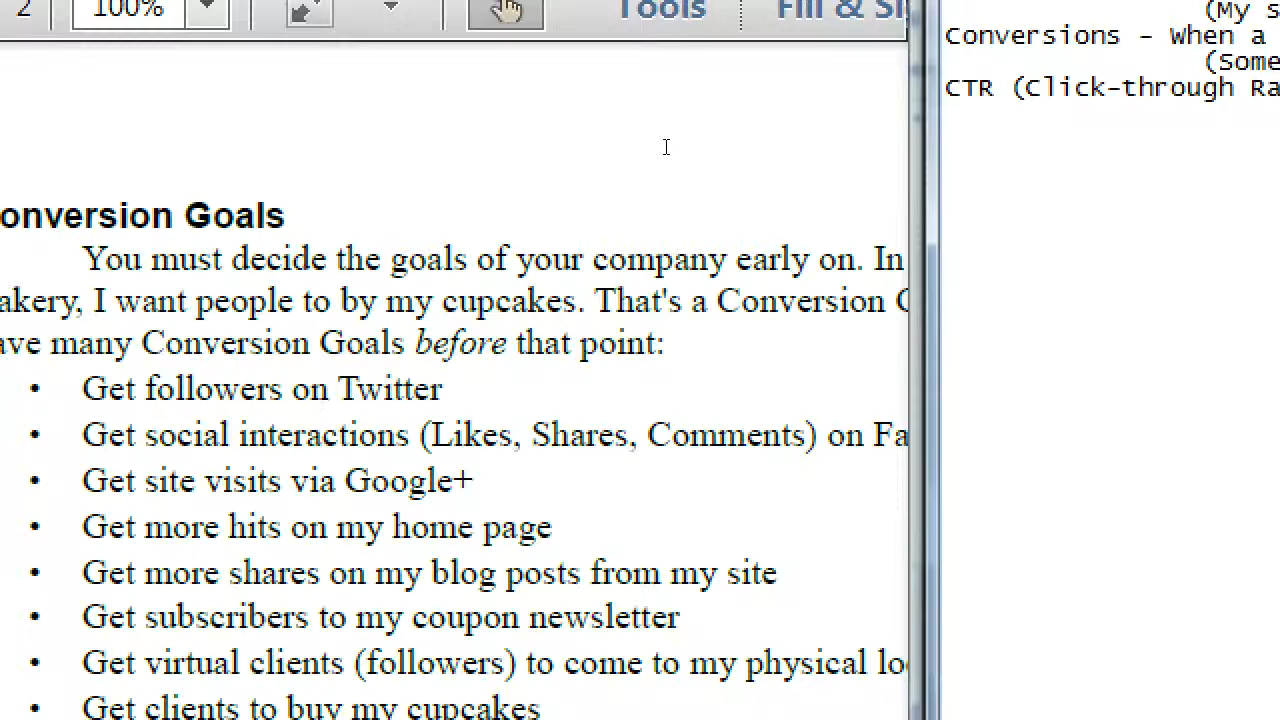 2 100% Tools Fill &
onversion Goals
You must decide the goals of your company early on. In
akery, I want people to by my cupcakes. That's a Conversion
ave many Conversion Goals before that point:
• Get followers on Twitter
• Get social interactions (Likes, Shares, Comments) on Fa
• Get site visits via Google+
• Get more hits on my home page
• Get more shares on my blog posts from my site
• Get subscribers to my coupon newsletter
• Get virtual clients (followers) to come to my physical lo
• Get clients to buy my cupcakes
(My s
Conversions - When a
(Some
CTR (Click-through Ra